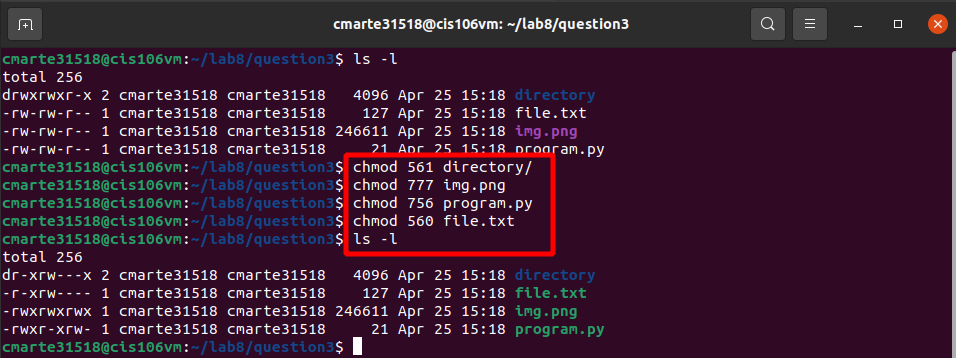 cmarte31518@cis106vm: ~/lab8/question3
cmarte31518@cis106vm:~/lab8/question3$ ls -l
total 256
drwxrwxr-x 2 cmarte31518 cmarte31518   4096 Apr 25 15:18 directory
-rw-rw-r-- 1 cmarte31518 cmarte31518    127 Apr 25 15:18 file.txt
-rw-rw-r-- 1 cmarte31518 cmarte31518 246611 Apr 25 15:18 img.png
-rw-rw-r-- 1 cmarte31518 cmarte31518     21 Apr 25 15:18 program.py
cmarte31518@cis106vm:~/lab8/question3$ chmod 561 directory/
cmarte31518@cis106vm:~/lab8/question3$ chmod 777 img.png
cmarte31518@cis106vm:~/lab8/question3$ chmod 756 program.py
cmarte31518@cis106vm:~/lab8/question3$ chmod 560 file.txt
cmarte31518@cis106vm:~/lab8/question3$ ls -l
total 256
dr-xrw---x 2 cmarte31518 cmarte31518   4096 Apr 25 15:18 directory
-r-xrw---- 1 cmarte31518 cmarte31518    127 Apr 25 15:18 file.txt
-rwxrwxrwx 1 cmarte31518 cmarte31518 246611 Apr 25 15:18 img.png
-rwxr-xrw- 1 cmarte31518 cmarte31518     21 Apr 25 15:18 program.py
cmarte31518@cis106vm:~/lab8/question3$